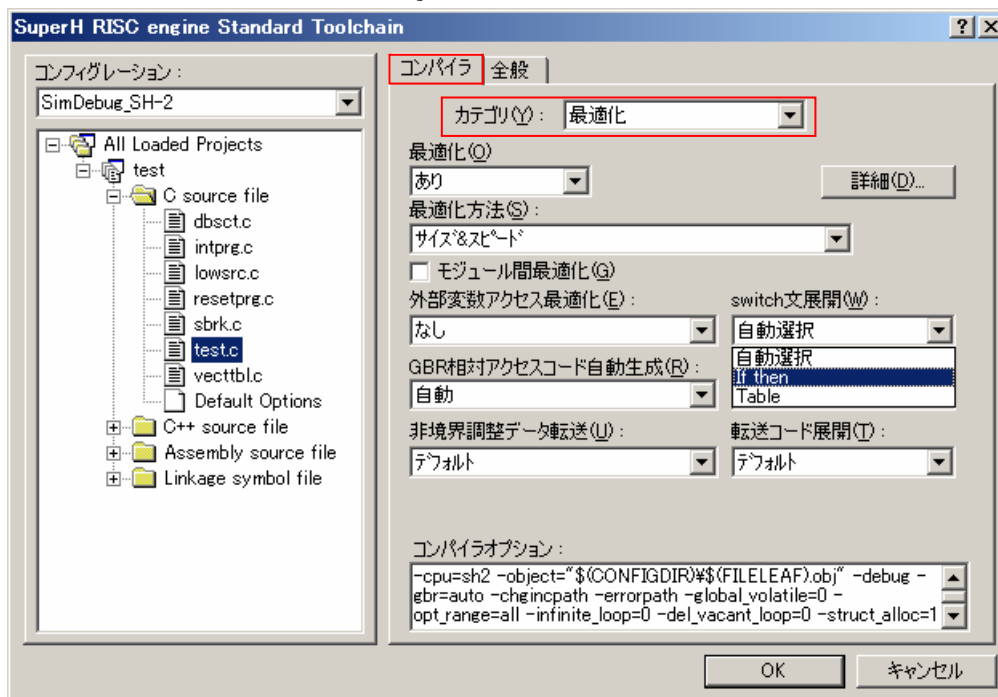 SuperH RISC engine Standard Toolchain
コンフィグレーション :
SimDebug_SH-2
All Loaded Projects
test
C source file
dbsct.c
intprg.c
lowsrc.c
resetprg.c
sbrk.c
test.c
vecttbl.c
Default Options
C++ source file
Assembly source file
Linkage symbol file
コンパイラ 全般
カテゴリ(Y) : 最適化
最適化(O)
あり
詳細(D)...
最適化方法(S) :
サイズ&スピード
モジュール間最適化(G)
外部変数アクセス最適化(E) :
なし
switch文展開(W) :
自動選択
自動選択
If then
Table
GBR相対アクセスコード自動生成(R) :
自動
非境界調整データ転送(U) :
デフォルト
転送コード展開(T) :
デフォルト
コンパイラオプション :
-cpu=sh2 -object="$(CONFIGDIR)¥$(FILELEAF).obj" -debug -
gbr=auto -chgincpath -errorpath -global_volatile=0 -
opt_range=all -infinite_loop=0 -del_vacant_loop=0 -struct_alloc=1
OK キャンセル